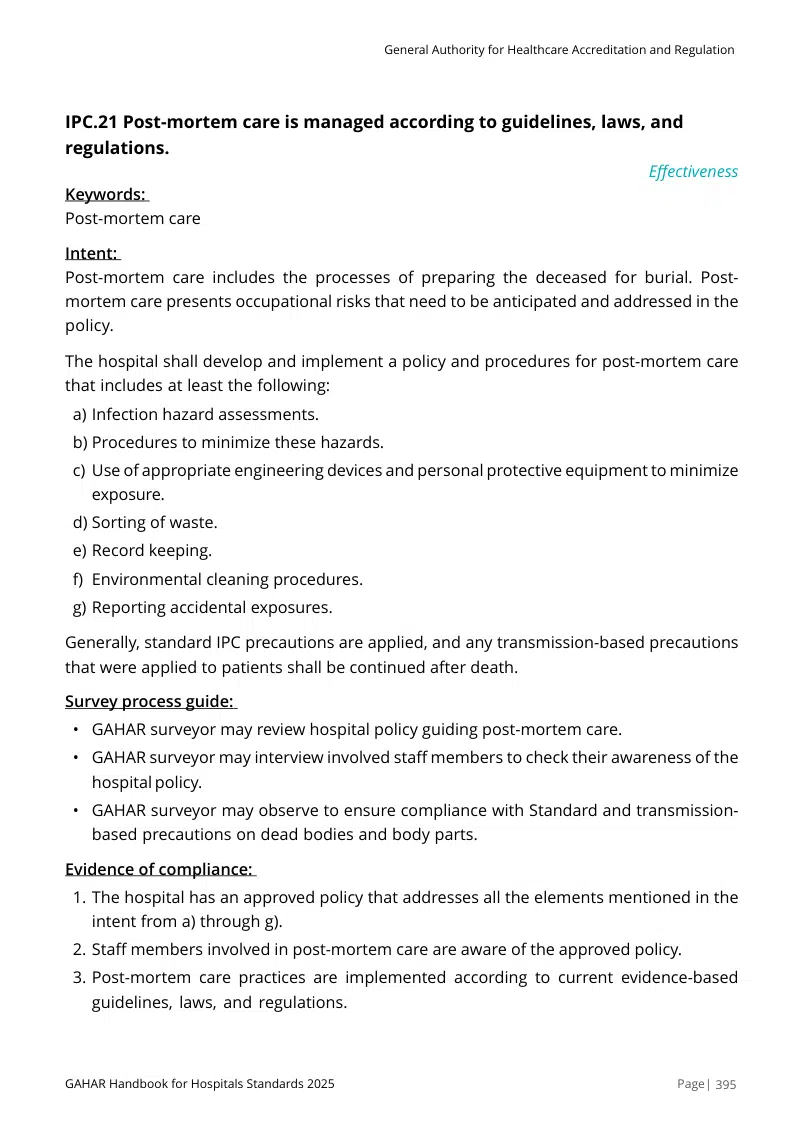 General Authority for Healthcare Accreditation and Regulation
IPC.21 Post-mortem care is managed according to guidelines, laws, and
regulations.
Effectiveness
Keywords:
Post-mortem care
Intent:
Post-mortem care includes the processes of preparing the deceased for burial. Post-
mortem care presents occupational risks that need to be anticipated and addressed in the
policy.
The hospital shall develop and implement a policy and procedures for post-mortem care
that includes at least the following:
a) Infection hazard assessments.
b) Procedures to minimize these hazards.
c) Use of appropriate engineering devices and personal protective equipment to minimize
exposure.
d) Sorting of waste.
e) Record keeping.
f) Environmental cleaning procedures.
g) Reporting accidental exposures.
Generally, standard IPC precautions are applied, and any transmission-based precautions
that were applied to patients shall be continued after death.
Survey process guide:
• GAHAR surveyor may review hospital policy guiding post-mortem care.
• GAHAR surveyor may interview involved staff members to check their awareness of the
hospital policy.
• GAHAR surveyor may observe to ensure compliance with Standard and transmission-
based precautions on dead bodies and body parts.
Evidence of compliance:
1. The hospital has an approved policy that addresses all the elements mentioned in the
intent from a) through g).
2. Staff members involved in post-mortem care are aware of the approved policy.
3. Post-mortem care practices are implemented according to current evidence-based
guidelines, laws, and regulations.
GAHAR Handbook for Hospitals Standards 2025
Page| 395